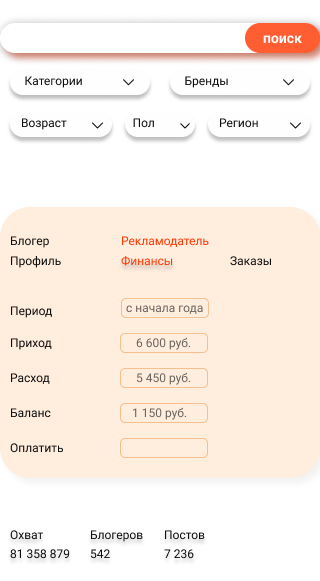 поиск
Категории Бренды
Возраст Пол Регион
Блогер Рекламодатель
Профиль Финансы Заказы
Период с начала года
Приход 6 600 руб.
Расход 5 450 руб.
Баланс 1 150 руб.
Оплатить
Охват Блогеров Постов
81 358 879 542 7 236